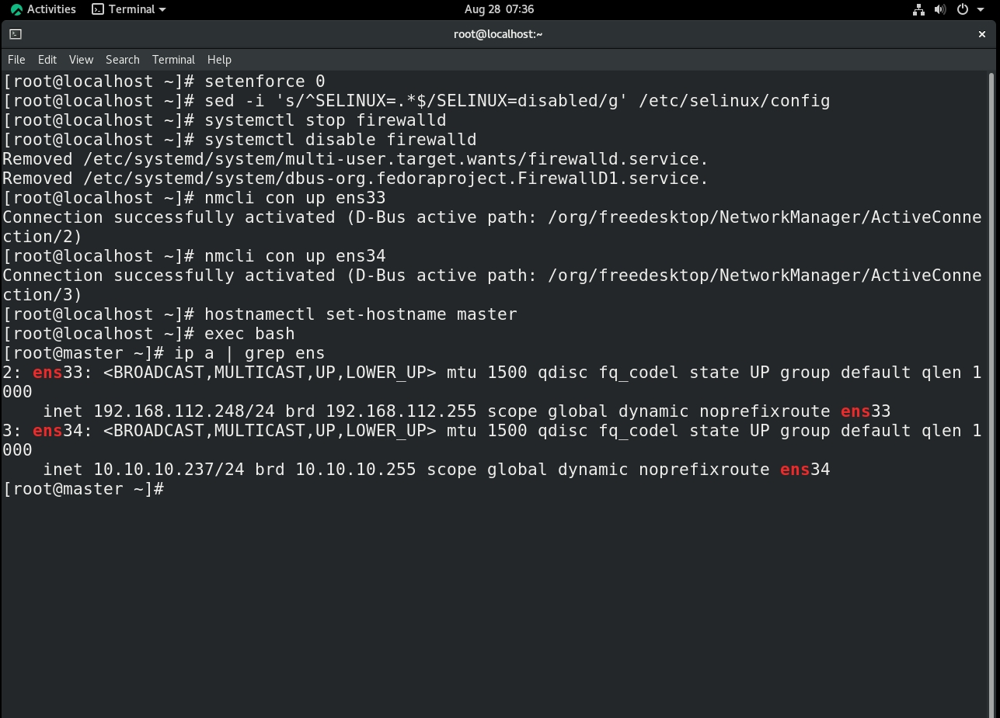 Activities Terminal Aug 28 07:36
root@localhost:~
File Edit View Search Terminal Help
[root@localhost ~]# setenforce 0
[root@localhost ~]# sed -i 's/^SELINUX=.*$/SELINUX=disabled/g' /etc/selinux/config
[root@localhost ~]# systemctl stop firewalld
[root@localhost ~]# systemctl disable firewalld
Removed /etc/systemd/system/multi-user.target.wants/firewalld.service.
Removed /etc/systemd/system/dbus-org.fedoraproject.FirewallD1.service.
[root@localhost ~]# nmcli con up ens33
Connection successfully activated (D-Bus active path: /org/freedesktop/NetworkManager/ActiveConne
ction/2)
[root@localhost ~]# nmcli con up ens34
Connection successfully activated (D-Bus active path: /org/freedesktop/NetworkManager/ActiveConne
ction/3)
[root@localhost ~]# hostnamectl set-hostname master
[root@localhost ~]# exec bash
[root@master ~]# ip a | grep ens
2: ens33: <BROADCAST,MULTICAST,UP,LOWER_UP> mtu 1500 qdisc fq_codel state UP group default qlen 1
000
    inet 192.168.112.248/24 brd 192.168.112.255 scope global dynamic noprefixroute ens33
3: ens34: <BROADCAST,MULTICAST,UP,LOWER_UP> mtu 1500 qdisc fq_codel state UP group default qlen 1
000
    inet 10.10.10.237/24 brd 10.10.10.255 scope global dynamic noprefixroute ens34
[root@master ~]#